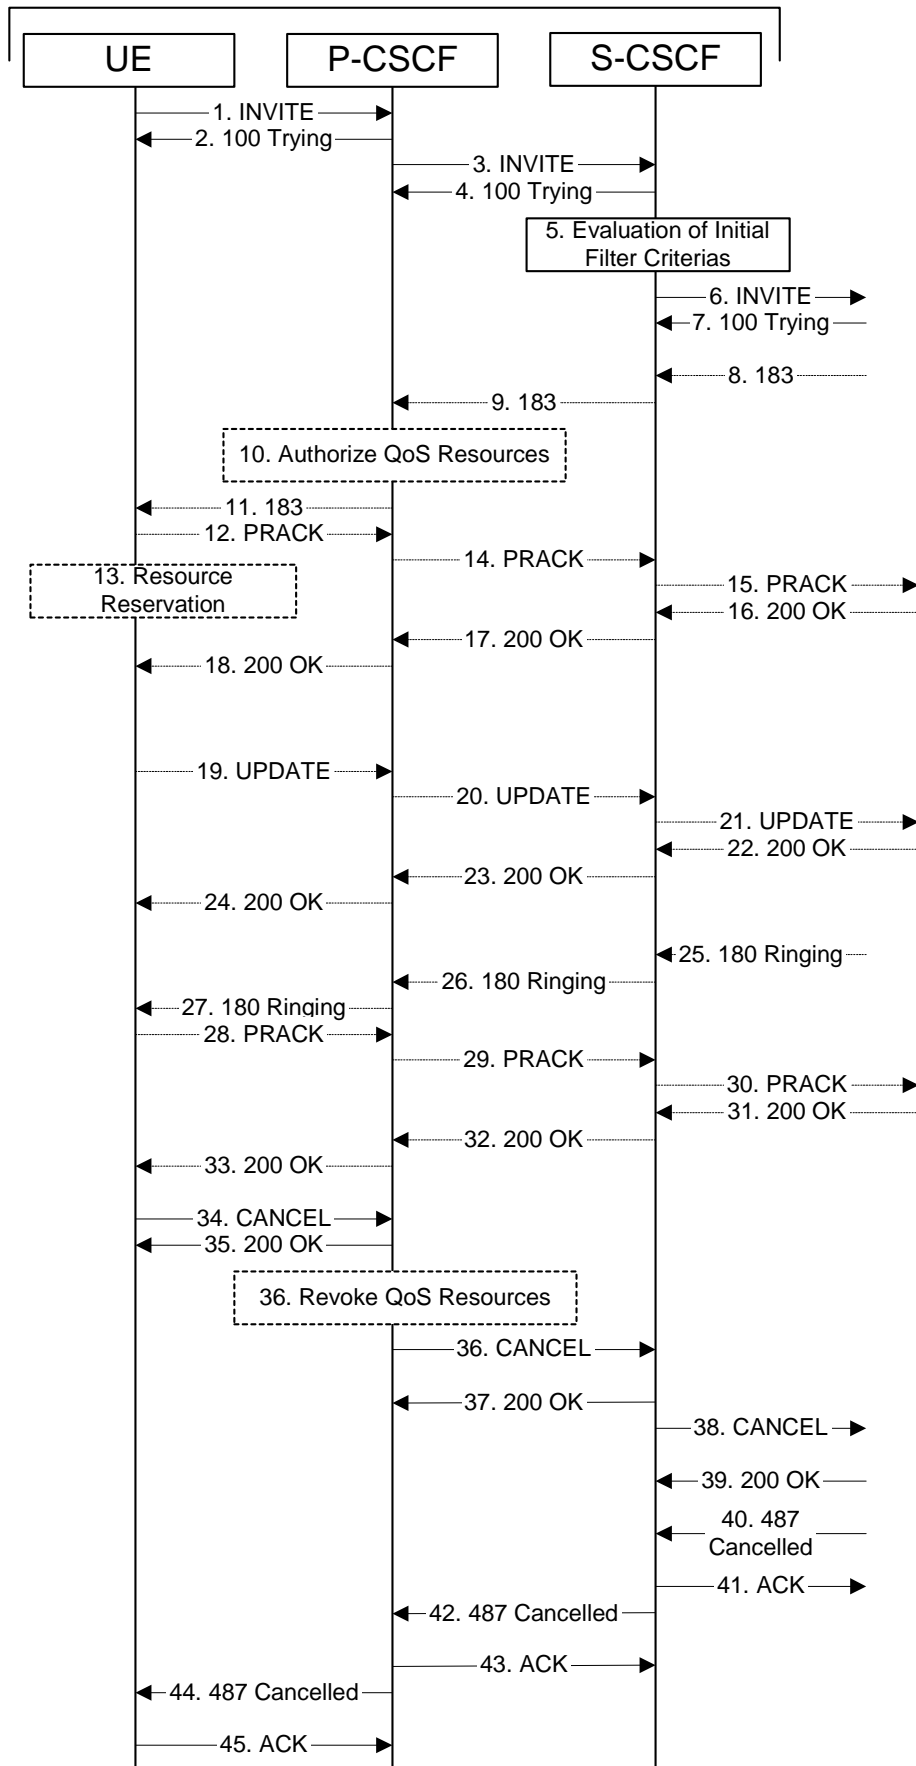 UE
P-CSCF
S-CSCF
1. INVITE
2. 100 Trying
3. INVITE
4. 100 Trying
5. Evaluation of Initial
Filter Criterias
6. INVITE
7. 100 Trying
8. 183
9. 183
10. Authorize QoS Resources
11. 183
12. PRACK
14. PRACK
13. Resource
Reservation
15. PRACK
16. 200 OK
17. 200 OK
18. 200 OK
19. UPDATE
20. UPDATE
21. UPDATE
22. 200 OK
23. 200 OK
24. 200 OK
25. 180 Ringing
26. 180 Ringing
27. 180 Ringing
28. PRACK
29. PRACK
30. PRACK
31. 200 OK
32. 200 OK
33. 200 OK
34. CANCEL
35. 200 OK
36. Revoke QoS Resources
36. CANCEL
37. 200 OK
38. CANCEL
39. 200 OK
40. 487
Cancelled
41. ACK
42. 487 Cancelled
43. ACK
44. 487 Cancelled
45. ACK